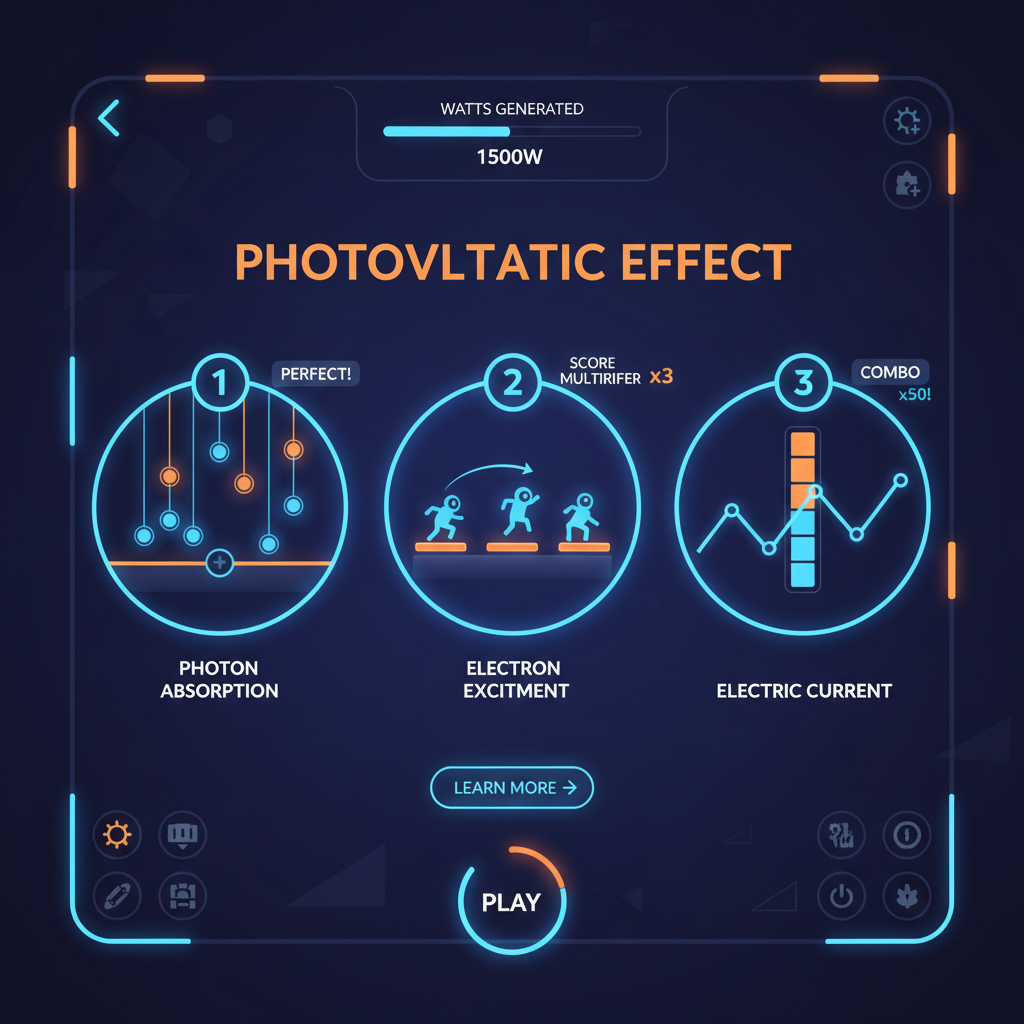 WATTS GENERATED
1500W
PHOTOVLTATIC EFFECT
1
PERFECT!
2
SCORE
MULTIRIFER x3
3
COMBO
x50!
PHOTON
ABSORPTION
ELECTRON
EXCITMENT
ELECTRIC CURRENT
LEARN MORE →
PLAY